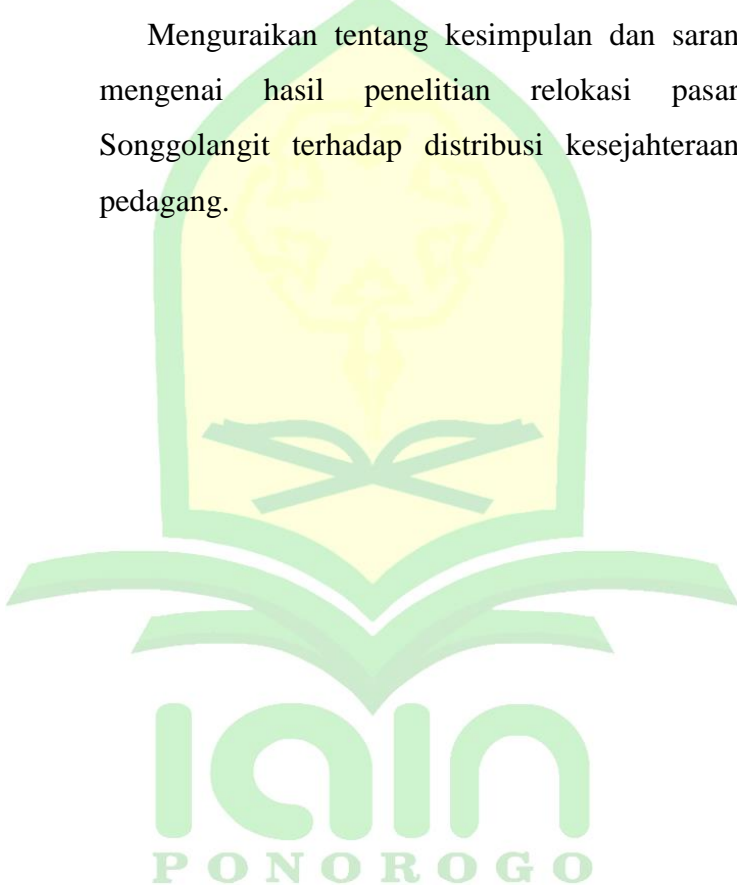 Menguraikan tentang kesimpulan dan saran
mengenai hasil penelitian relokasi pasar
Songgolangit terhadap distribusi kesejahteraan
pedagang.
iain
PONOROGO